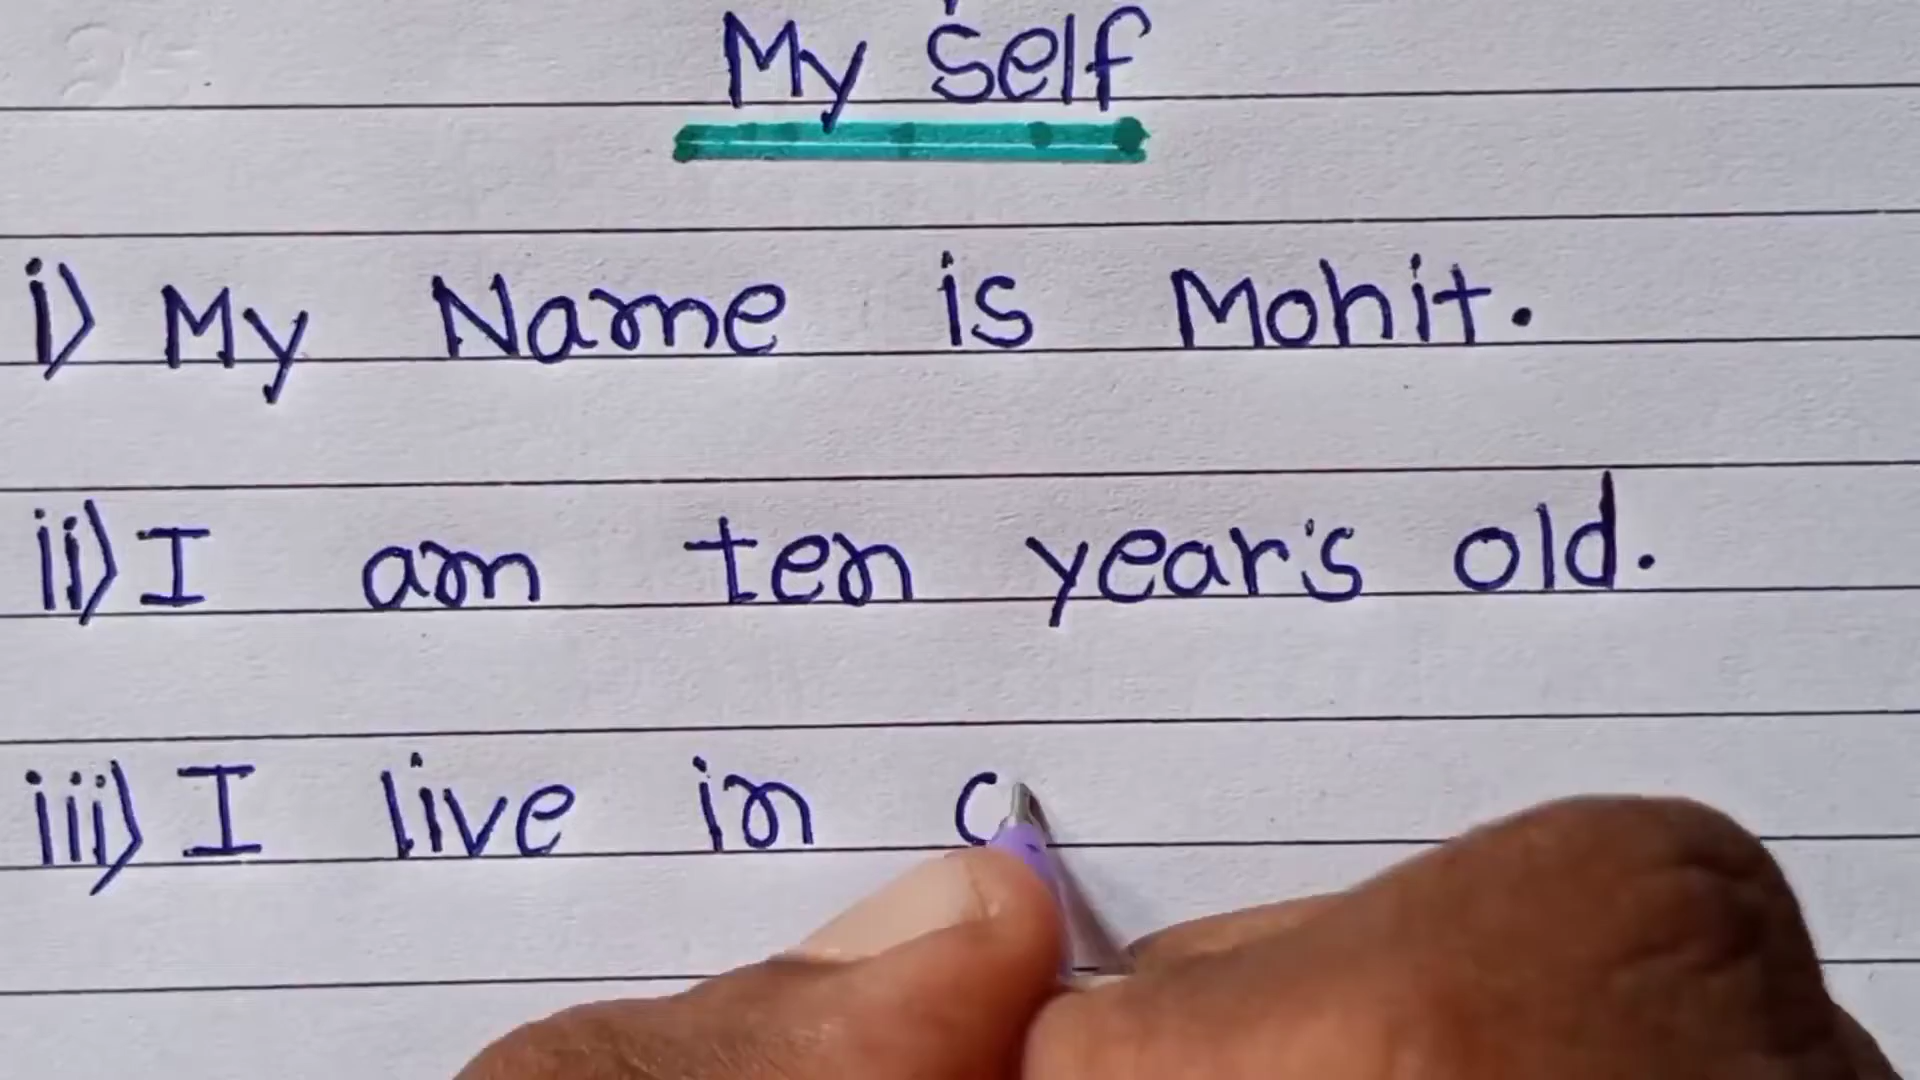 My self
i) My Name is Mohit.
ii) I am ten year's old.
iii) I live in